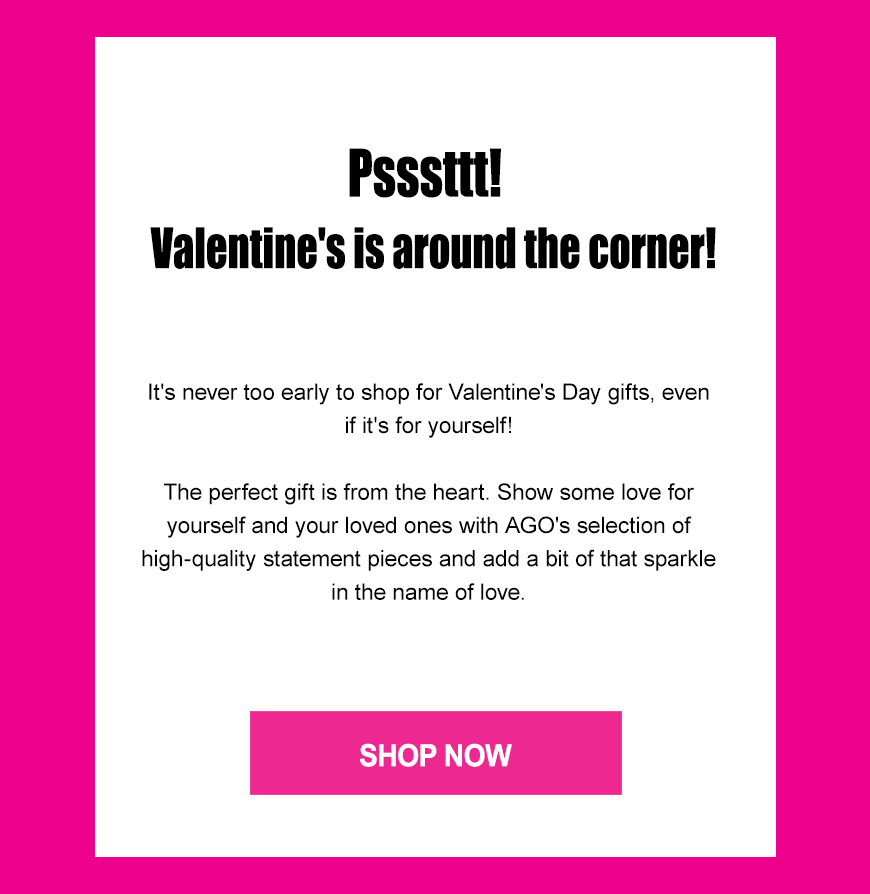 Psssttt!
Valentine's is around the corner!
It's never too early to shop for Valentine's Day gifts, even
if it's for yourself!
The perfect gift is from the heart. Show some love for
yourself and your loved ones with AGO's selection of
high-quality statement pieces and add a bit of that sparkle
in the name of love.
SHOP NOW